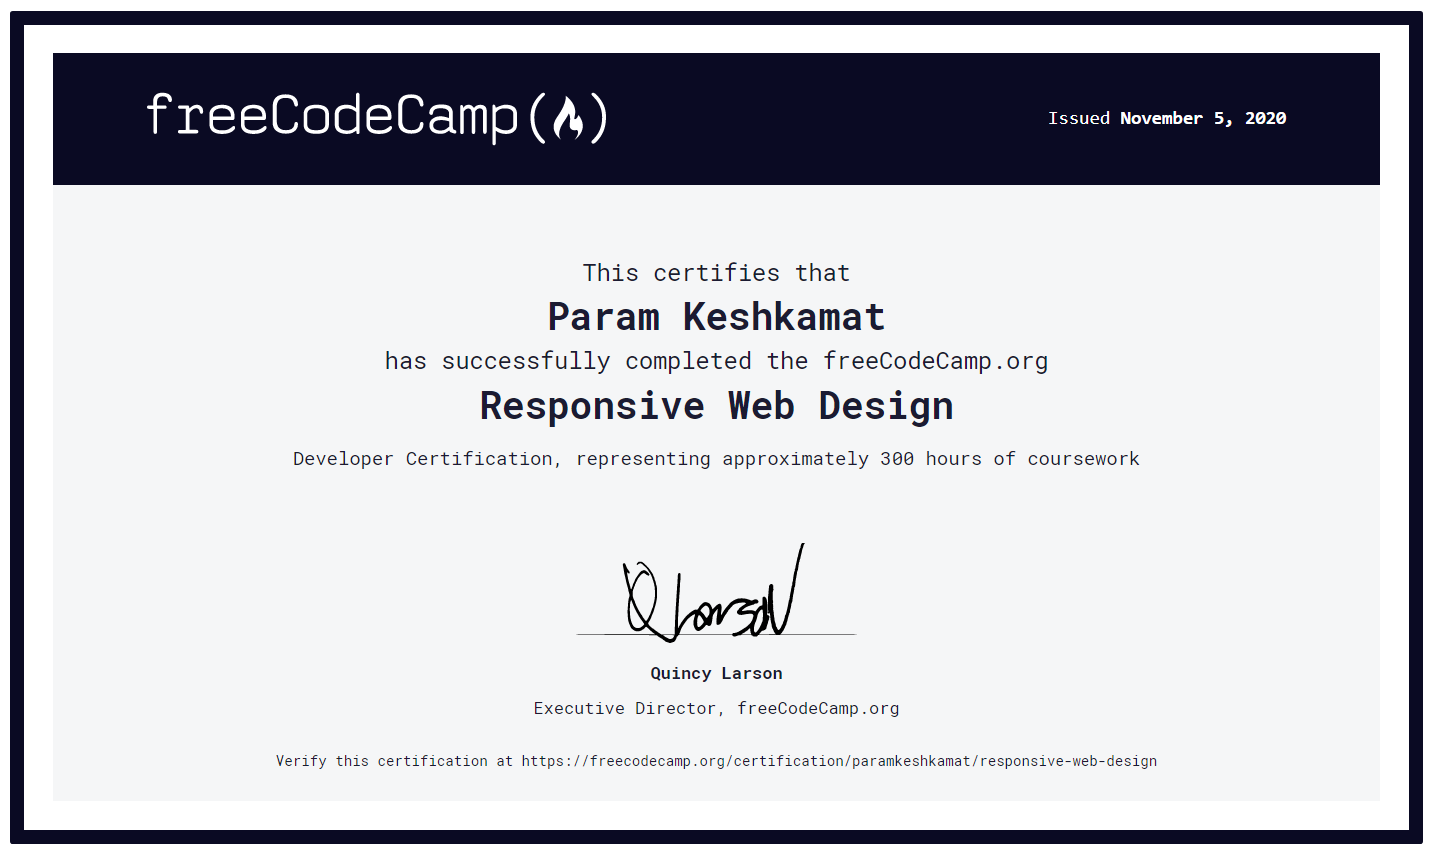 freeCodeCamp
Issued November 5, 2020
This certifies that
Param Keshkamat
has successfully completed the freeCodeCamp.org
Responsive Web Design
Developer Certification, representing approximately 300 hours of coursework
Q Larson
Quincy Larson
Executive Director, freeCodeCamp.org
Verify this certification at https://freecodecamp.org/certification/paramkeshkamat/responsive-web-design